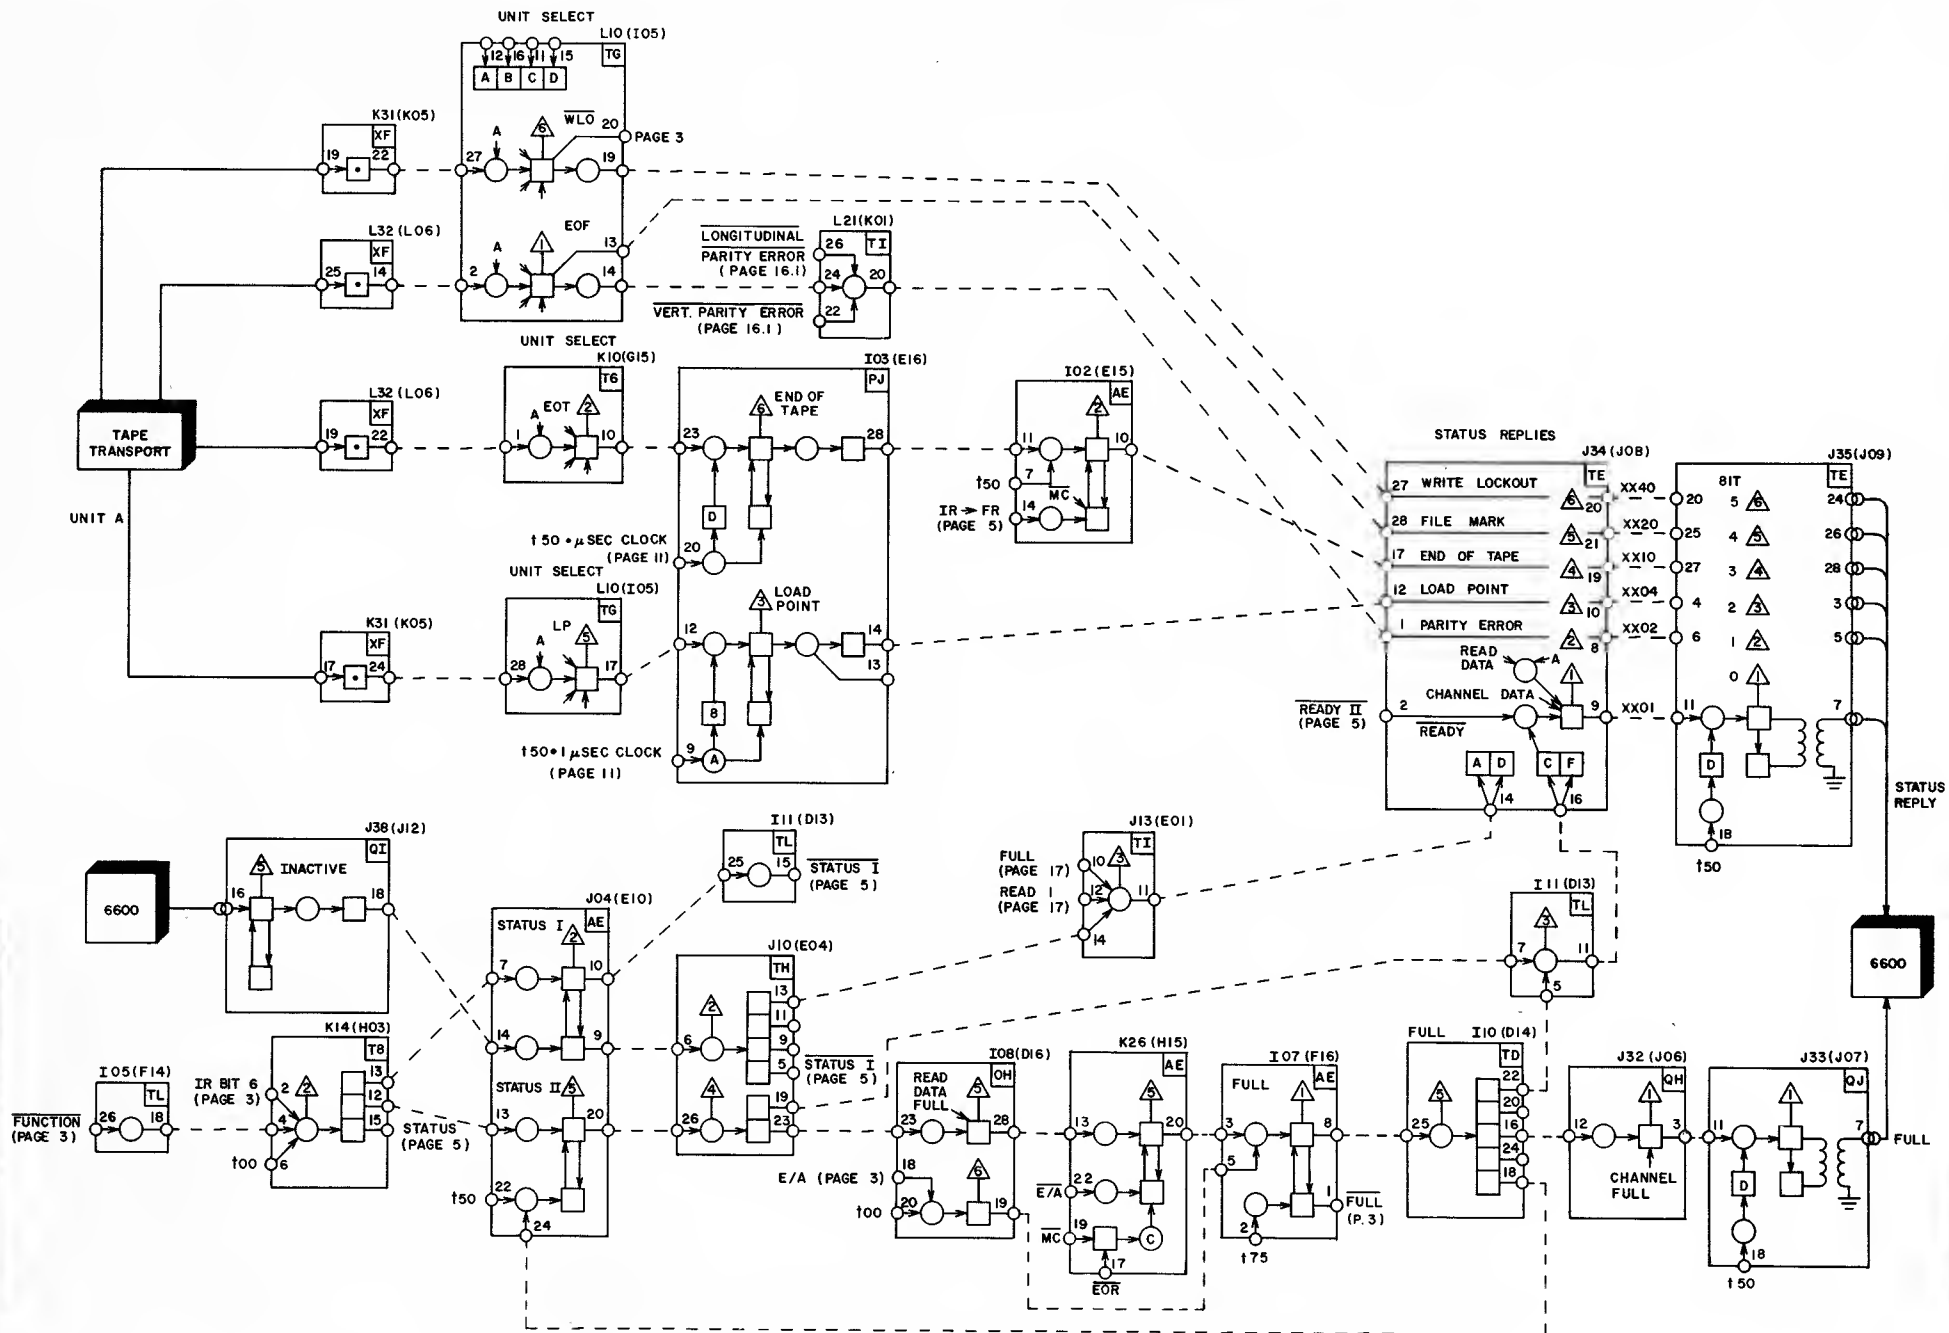 UNIT SELECT
L10 (I05)
TG
12 16 11 15
A B C D
K31 (K05)
XF
19 22
WLO
A 6 20 PAGE 3
27 19
L32 (L06)
XF
25 14
EOF
A 1 13
2 14
L21 (K01)
TI
LONGITUDINAL
PARITY ERROR
(PAGE 16.1)
26
24 20
22
VERT. PARITY ERROR
(PAGE 16.1)
UNIT SELECT
K10 (G15)
T6
L32 (L06)
XF
19 22
A EOT 2
1 10
I03 (E16)
PJ
6 END OF
TAPE
23 28
D
20
t50 • μSEC CLOCK
(PAGE 11)
I02 (E15)
AE
2
11 10
t50 7
MC
IR → FR
(PAGE 5)
14
TAPE
TRANSPORT
UNIT A
UNIT SELECT
L10 (I05)
TG
K31 (K05)
XF
17 24
A LP 5
28 17
3 LOAD
POINT
12 14
13
8
9 A
t50 • 1 μSEC CLOCK
(PAGE 11)
STATUS REPLIES
J34 (J08)
TE
27 WRITE LOCKOUT 6 20 XX40
28 FILE MARK 5 21 XX20
17 END OF TAPE 4 19 XX10
12 LOAD POINT 3 10 XX04
1 PARITY ERROR 2 8 XX02
READ
DATA
A 1
CHANNEL DATA
READY II
(PAGE 5)
2 READY 9 XX01
A D C F
14 16
J35 (J09)
TE
BIT
20 5 6 24
25 4 5 26
27 3 4 28
4 2 3 3
6 1 2 5
0 1
11 7
D
18
t50
STATUS
REPLY
6600
J38 (J12)
QI
5 INACTIVE
16 18
6600
I11 (D13)
TL
25 15
STATUS I
(PAGE 5)
J13 (E01)
TI
FULL
(PAGE 17)
10 3
READ 1
(PAGE 17)
12 11
14
I11 (D13)
TL
3
7 11
5
J04 (E10)
AE
STATUS I 2
7 10
14 9
STATUS II 5
13 20
22
t50
24
J10 (E04)
TH
2
13
11
6 9
5
STATUS I
(PAGE 5)
4
19
26 23
K14 (H03)
T8
IR BIT 6
(PAGE 3)
2 2
13
12
4 15
t00 6
STATUS
(PAGE 5)
I05 (F14)
TL
FUNCTION
(PAGE 3)
26 18
I08 (D16)
OH
READ
DATA
FULL
5
23 28
E/A (PAGE 3)
18 6
t00 20 19
K26 (H15)
AE
5
13 20
E/A 22
MC 19 C
17
EOR
I07 (F16)
AE
FULL 1
3 8
5
1 FULL
(P. 3)
2
t75
FULL
I10 (D14)
TD
5
22
20
25 16
24
18
J32 (J06)
QH
1
12 3
CHANNEL
FULL
J33 (J07)
QJ
1
11 7 FULL
D
18
t50